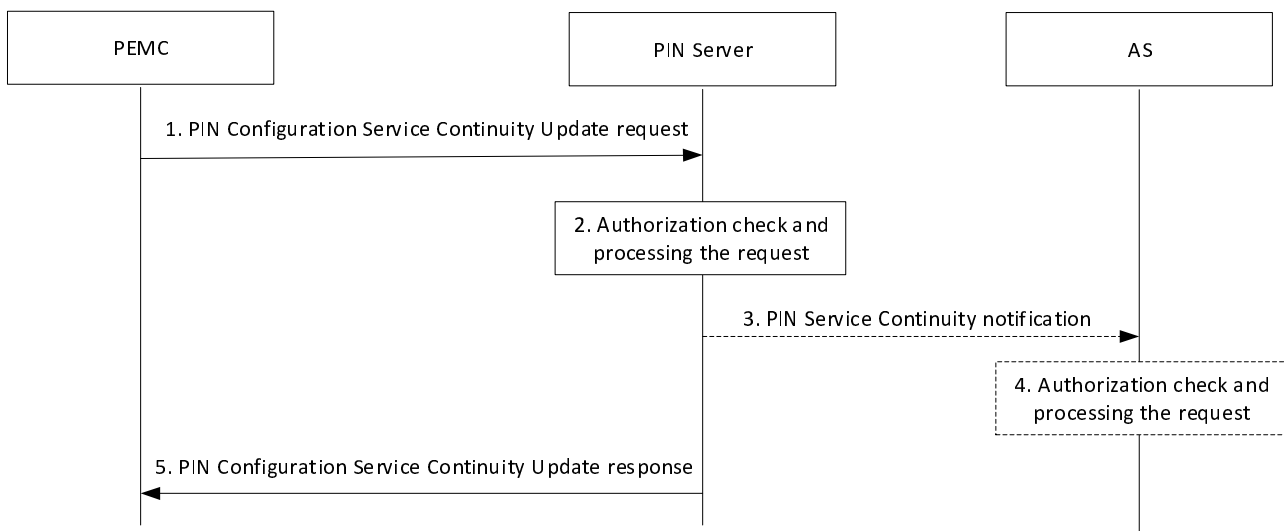 PEMC
PIN Server
AS
1. PIN Configuration Service Continuity Update request
2. Authorization check and
processing the request
3. PIN Service Continuity notification
4. Authorization check and
processing the request
5. PIN Configuration Service Continuity Update response